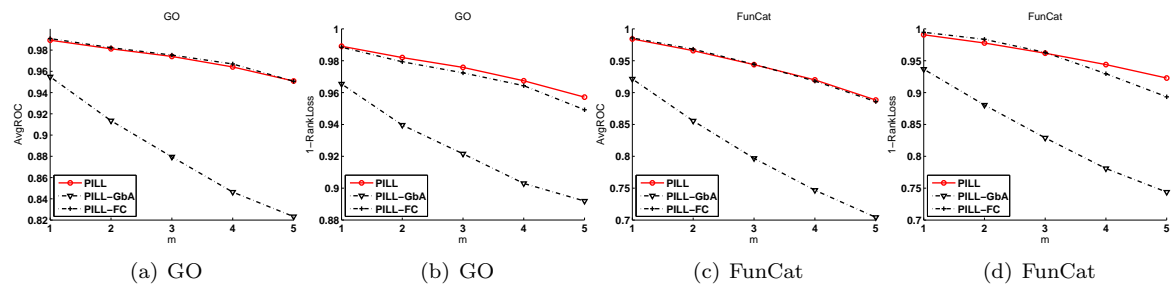 GO
AvgROC
0.98
0.96
0.94
0.92
0.9
0.88
0.86
0.84
0.82
PILL
PILL−GbA
PILL−FC
1 2 3 4 5
m
(a) GO
GO
1−RankLoss
1
0.98
0.96
0.94
0.92
0.9
0.88
PILL
PILL−GbA
PILL−FC
1 2 3 4 5
m
(b) GO
FunCat
AvgROC
1
0.95
0.9
0.85
0.8
0.75
0.7
PILL
PILL−GbA
PILL−FC
1 2 3 4 5
m
(c) FunCat
FunCat
1−RankLoss
1
0.95
0.9
0.85
0.8
0.75
0.7
PILL
PILL−GbA
PILL−FC
1 2 3 4 5
m
(d) FunCat